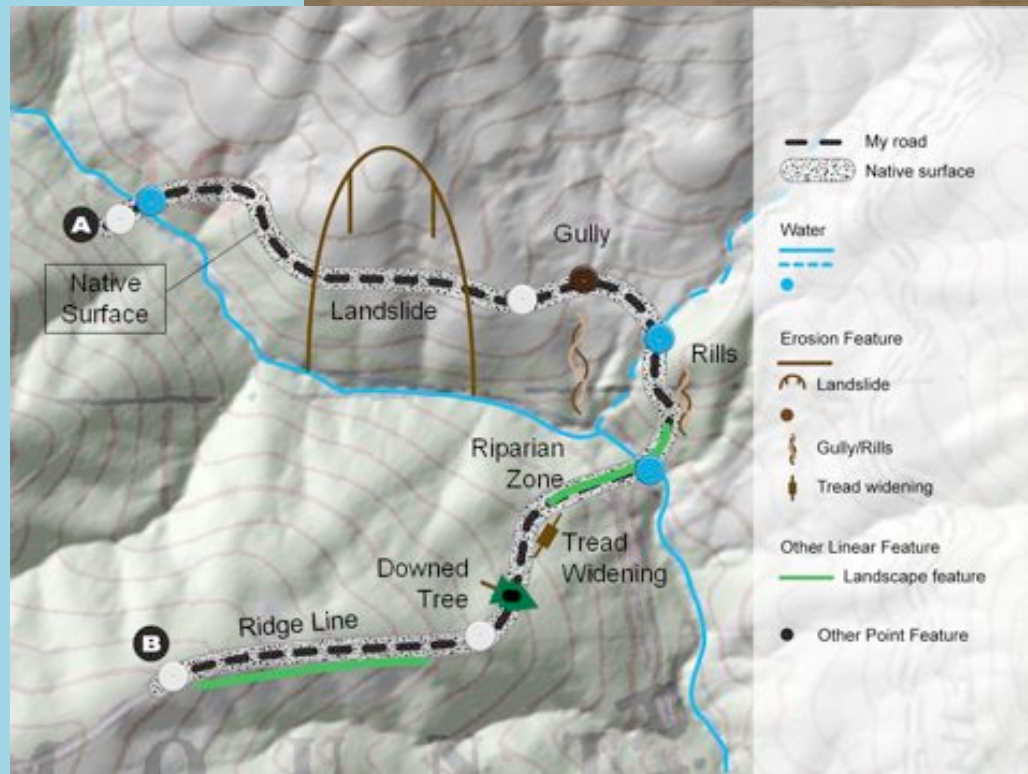 A
Native
Surface
Landslide
Gully
Rills
Riparian
Zone
Tread
Widening
Downed
Tree
Ridge Line
B
My road
Native surface
Water
Erosion Feature
Landslide
Gully/Rills
Tread widening
Other Linear Feature
Landscape feature
Other Point Feature
M O U N T